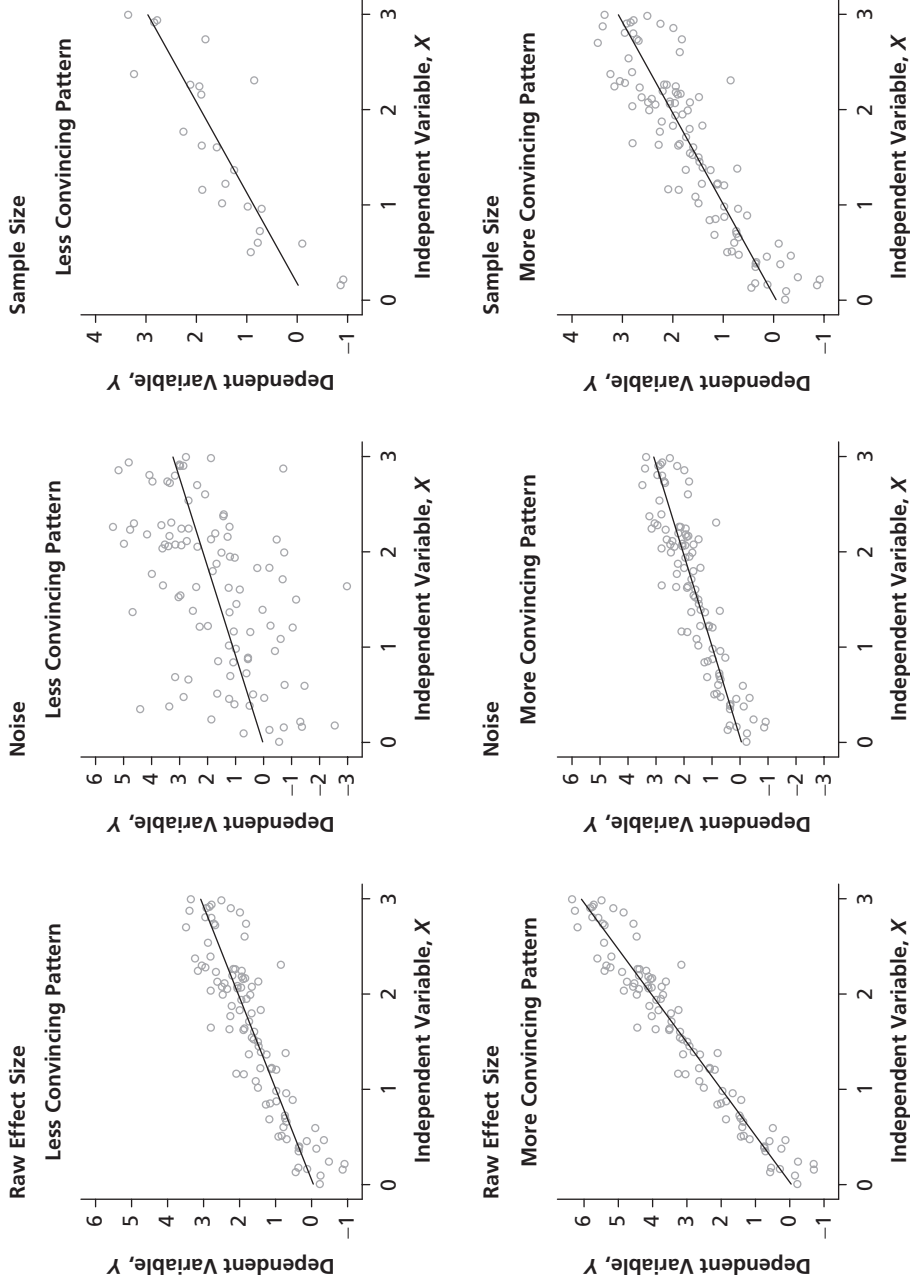 Raw Effect Size
Less Convincing Pattern
Dependent Variable, Y
6
5
4
3
2
1
0
−1
0 1 2 3
Independent Variable, X
Noise
Less Convincing Pattern
Dependent Variable, Y
6
5
4
3
2
1
0
−1
−2
−3
0 1 2 3
Independent Variable, X
Sample Size
Less Convincing Pattern
Dependent Variable, Y
4
3
2
1
0
−1
0 1 2 3
Independent Variable, X
Raw Effect Size
More Convincing Pattern
Dependent Variable, Y
6
5
4
3
2
1
0
−1
0 1 2 3
Independent Variable, X
Noise
More Convincing Pattern
Dependent Variable, Y
6
5
4
3
2
1
0
−1
−2
−3
0 1 2 3
Independent Variable, X
Sample Size
More Convincing Pattern
Dependent Variable, Y
4
3
2
1
0
−1
0 1 2 3
Independent Variable, X